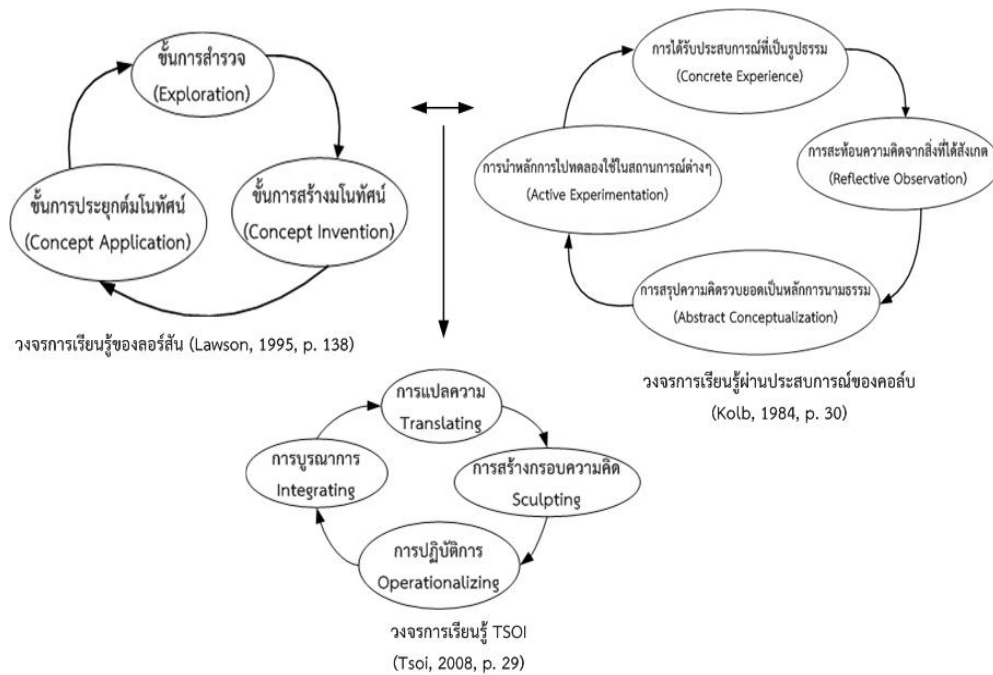 ขั้นการสำรวจ
(Exploration)
ขั้นการสร้างมโนทัศน์
(Concept Invention)
ขั้นการประยุกต์มโนทัศน์
(Concept Application)
วงจรการเรียนรู้ของลอร์สัน (Lawson, 1995, p. 138)
การได้รับประสบการณ์ที่เป็นรูปธรรม
(Concrete Experience)
การสะท้อนความคิดจากสิ่งที่ได้สังเกต
(Reflective Observation)
การสรุปความคิดรวบยอดเป็นหลักการนามธรรม
(Abstract Conceptualization)
การนำหลักการไปทดลองใช้ในสถานการณ์ต่างๆ
(Active Experimentation)
วงจรการเรียนรู้ผ่านประสบการณ์ของคอล์บ
(Kolb, 1984, p. 30)
การแปลความ
Translating
การสร้างกรอบความคิด
Sculpting
การปฏิบัติการ
Operationalizing
การบูรณาการ
Integrating
วงจรการเรียนรู้ TSOI
(Tsoi, 2008, p. 29)